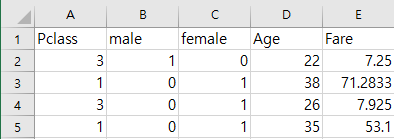 A B C D E
1 Pclass male female Age Fare
2 3 1 0 22 7.25
3 1 0 1 38 71.2833
4 3 0 1 26 7.925
5 1 0 1 35 53.1